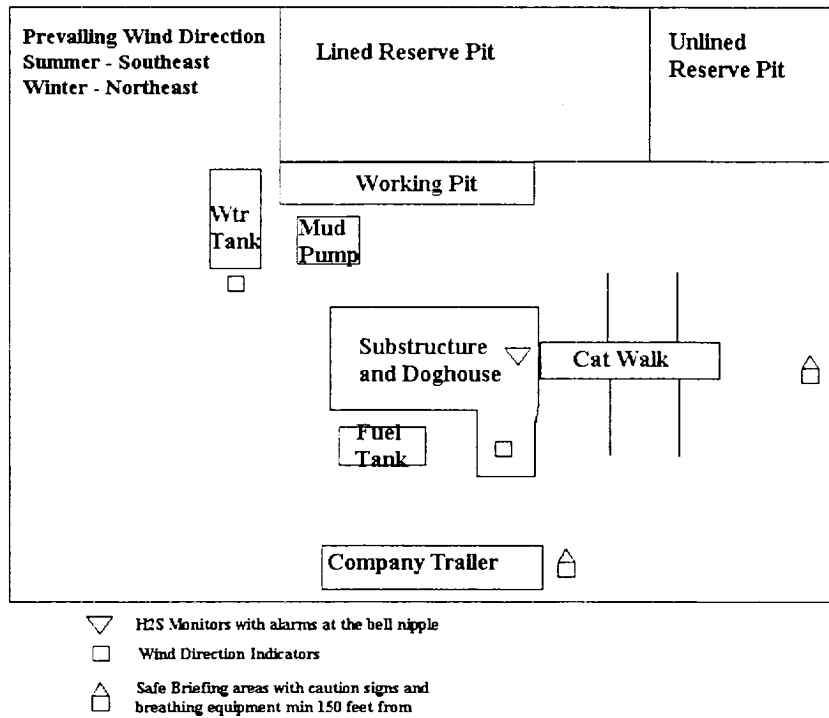 Prevailing Wind Direction
Summer - Southeast
Winter - Northeast
Lined Reserve Pit
Unlined
Reserve Pit
Working Pit
Wtr
Tank
Mud
Pump
Substructure
and Doghouse
Cat Walk
Fuel
Tank
Company Trailer
H2S Monitors with alarms at the bell nipple
Wind Direction Indicators
Safe Briefing areas with caution signs and
breathing equipment min 150 feet from